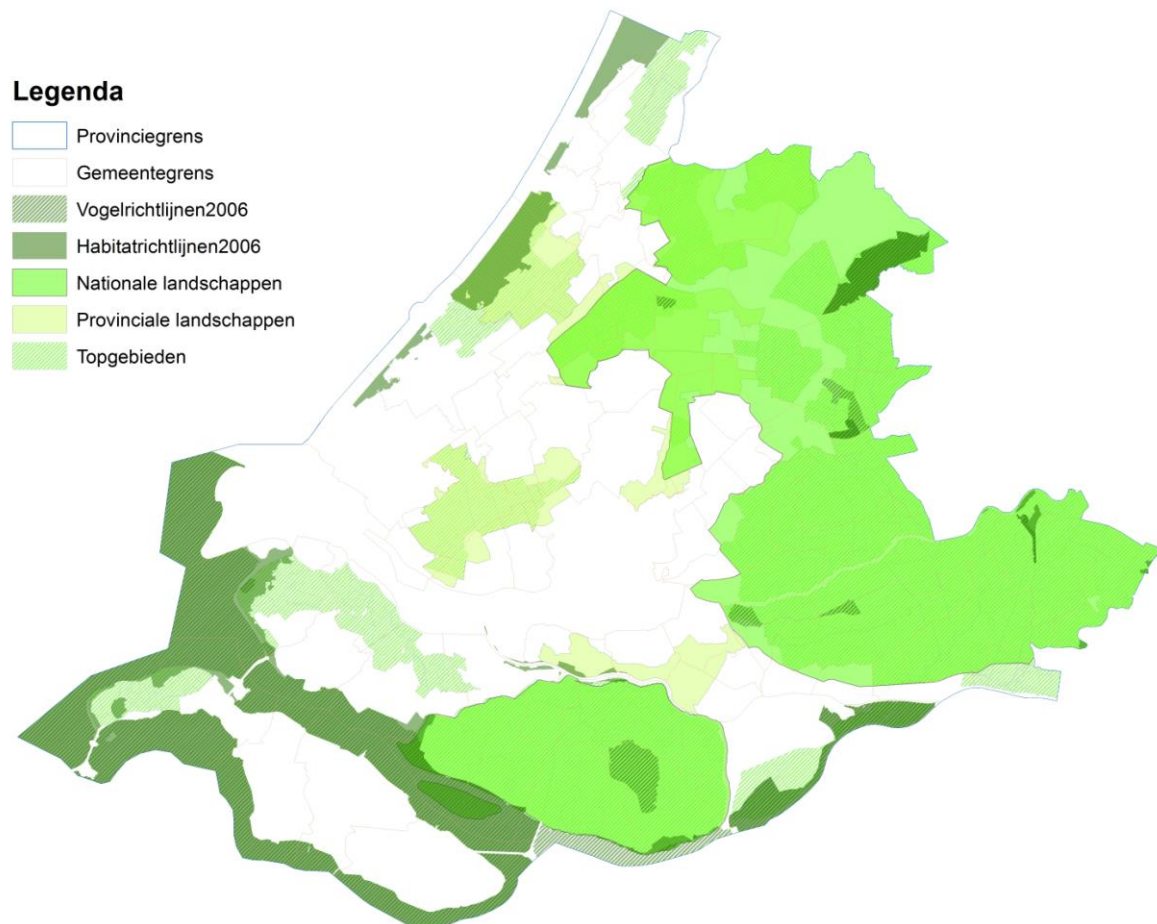 Legenda
Provinciegrens
Gemeentegrens
Vogelrichtlijnen2006
Habitatrichtlijnen2006
Nationale landschappen
Provinciale landschappen
Topgebieden